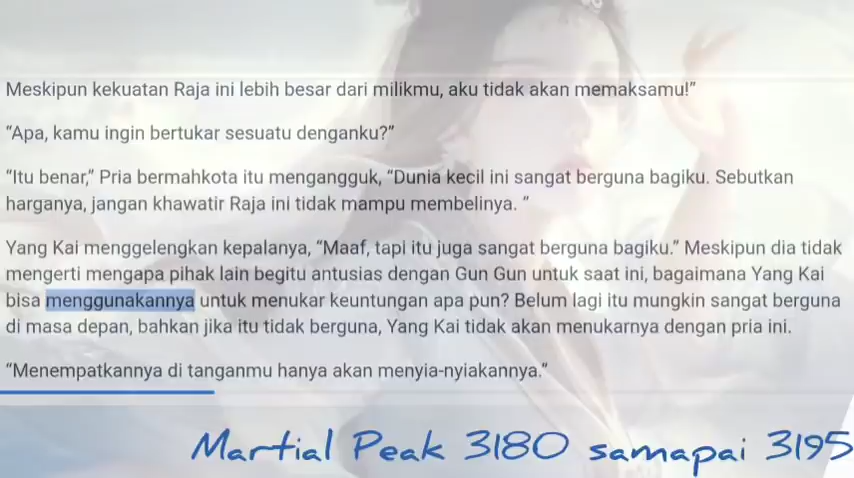 Meskipun kekuatan Raja ini lebih besar dari milikmu, aku tidak akan memaksamu!”
“Apa, kamu ingin bertukar sesuatu denganku?”
“Itu benar,” Pria bermahkota itu mengangguk, “Dunia kecil ini sangat berguna bagiku. Sebutkan
harganya, jangan khawatir Raja ini tidak mampu membelinya. ”
Yang Kai menggelengkan kepalanya, “Maaf, tapi itu juga sangat berguna bagiku.” Meskipun dia tidak
mengerti mengapa pihak lain begitu antusias dengan Gun Gun untuk saat ini, bagaimana Yang Kai
bisa menggunakannya untuk menukar keuntungan apa pun? Belum lagi itu mungkin sangat berguna
di masa depan, bahkan jika itu tidak berguna, Yang Kai tidak akan menukarnya dengan pria ini.
“Menempatkannya di tanganmu hanya akan menyia-nyiakannya.”
Martial Peak 3180 samapai 3195